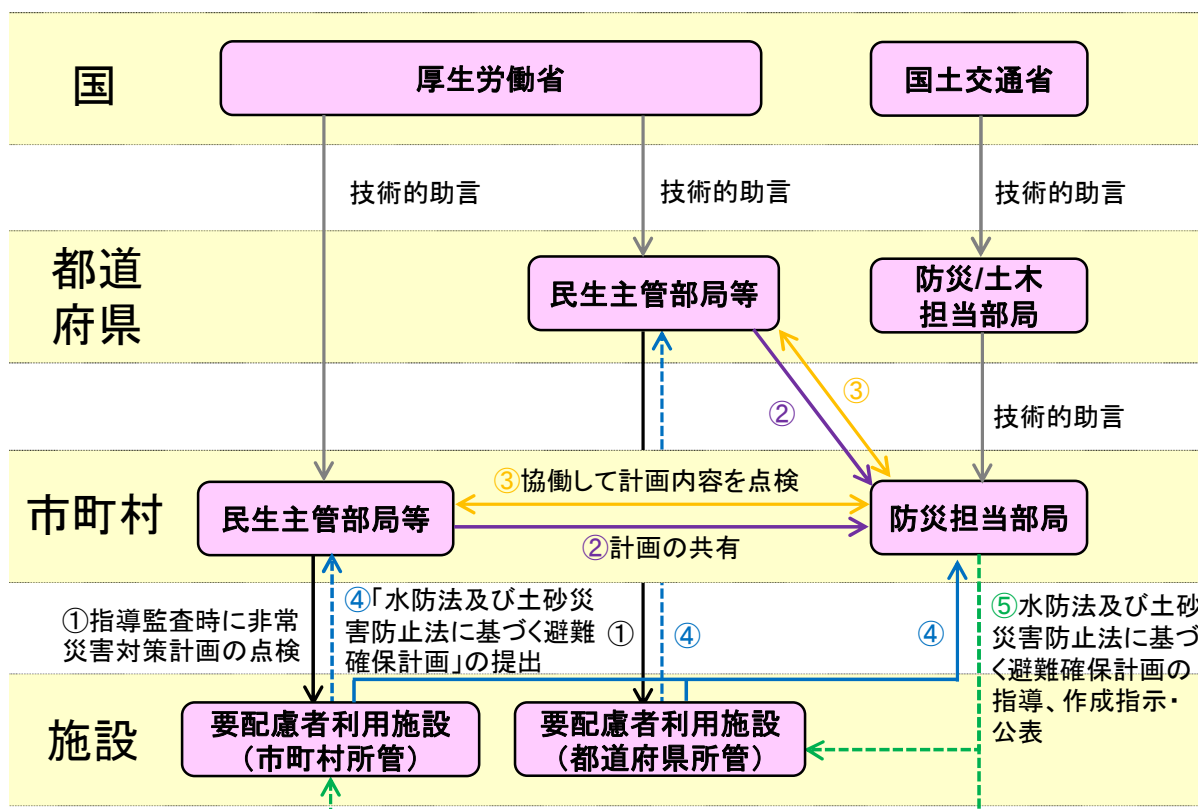 国
厚生労働省
国土交通省
技術的助言
技術的助言
技術的助言
都道
府県
民生主管部局等
防災/土木
担当部局
③
②
技術的助言
市町村
民生主管部局等
③協働して計画内容を点検
②計画の共有
防災担当部局
①指導監査時に非常
災害対策計画の点検
④「水防法及び土砂災
害防止法に基づく避難
確保計画」の提出
①
④
④
⑤水防法及び土砂
災害防止法に基づ
く避難確保計画の
指導、作成指示・
公表
施設
要配慮者利用施設
(市町村所管)
要配慮者利用施設
(都道府県所管)